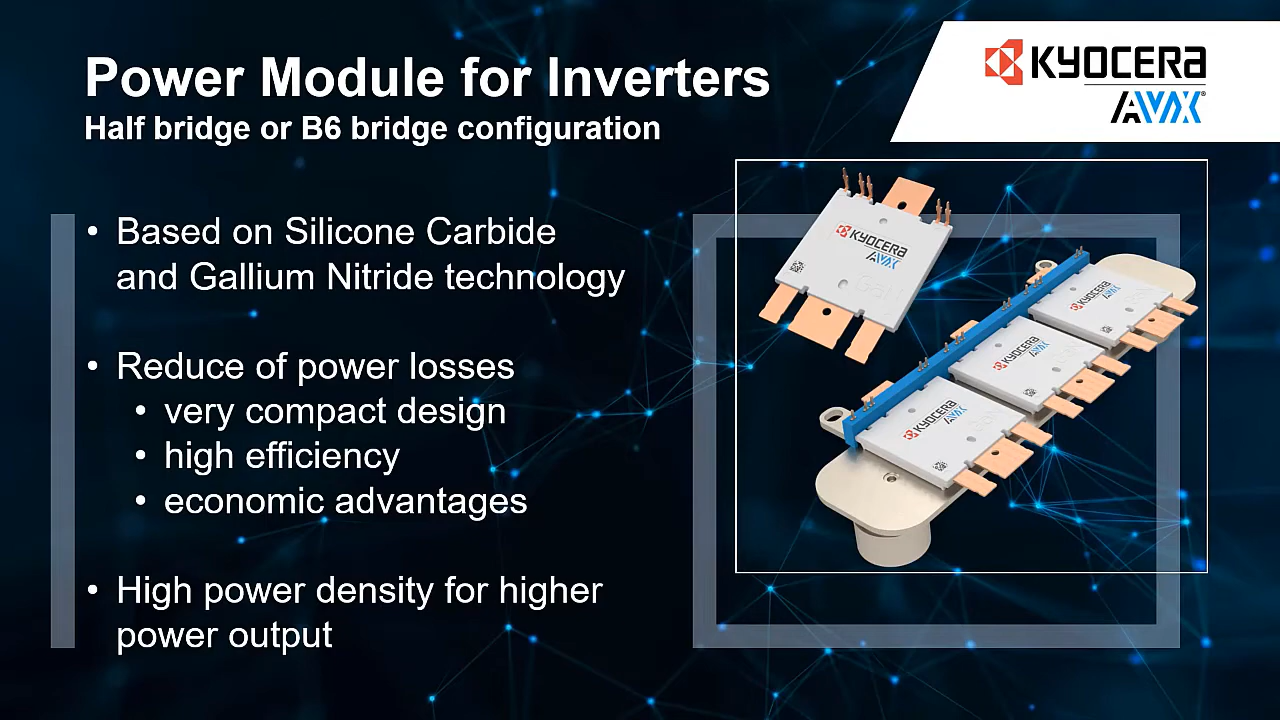 Power Module for Inverters
Half bridge or B6 bridge configuration
KYOCERA
AVX®
• Based on Silicone Carbide
and Gallium Nitride technology
• Reduce of power losses
• very compact design
• high efficiency
• economic advantages
• High power density for higher
power output
KYOCERA
AVX
KYOCERA
AVX
KYOCERA
AVX
KYOCERA
AVX